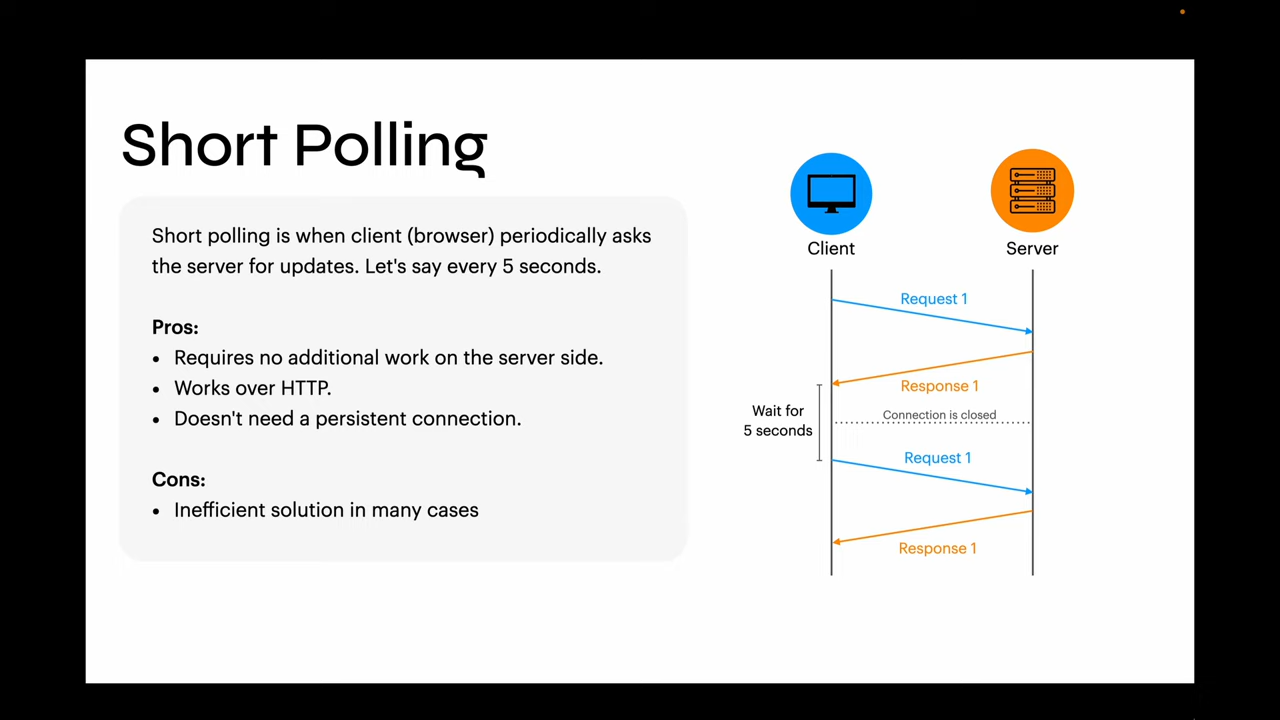 Short Polling
Short polling is when client (browser) periodically asks
the server for updates. Let's say every 5 seconds.
Pros:
• Requires no additional work on the server side.
• Works over HTTP.
• Doesn't need a persistent connection.
Cons:
• Inefficient solution in many cases
Client
Server
Request 1
Response 1
Wait for
5 seconds
Connection is closed
Request 1
Response 1